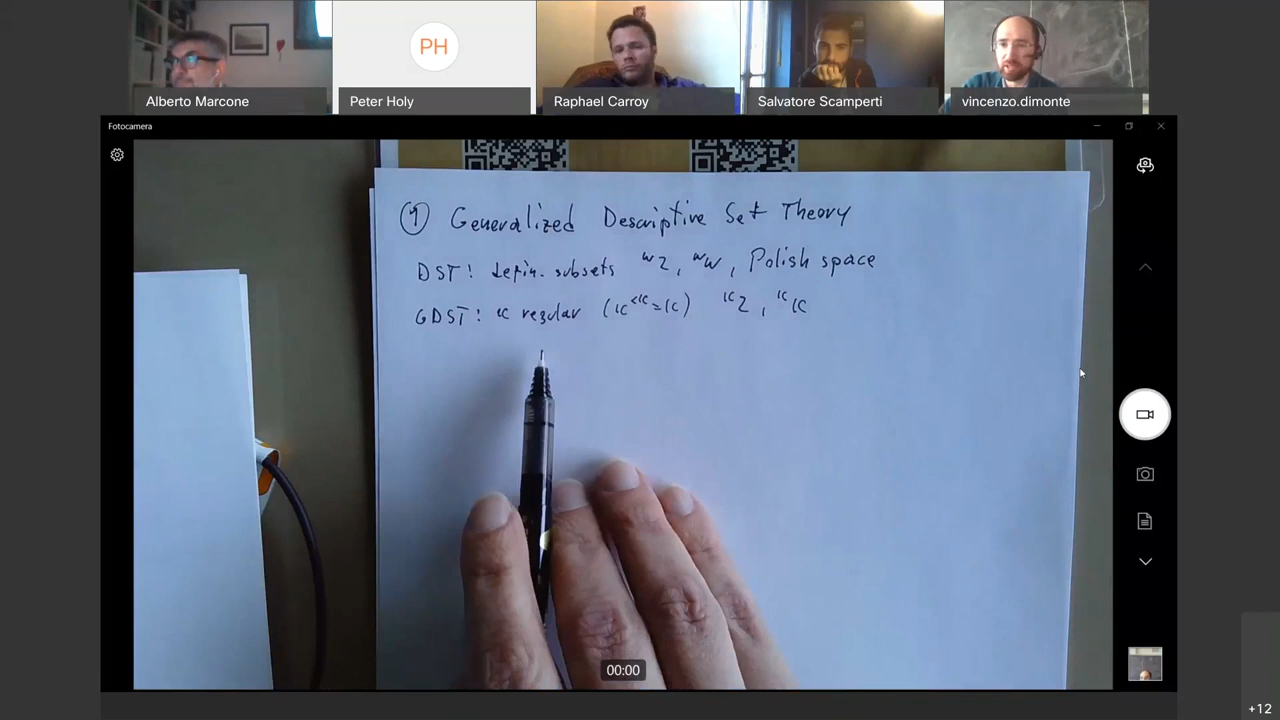 PH
Alberto Marcone
Peter Holy
Raphael Carroy
Salvatore Scamperti
vincenzo.dimonte
Fotocamera
① Generalized Descriptive Set Theory
DST: defin. subsets ^ω2, ^ωω, Polish space
GDST: κ regular (κ^{<κ}=κ) ^κ2, ^κκ
00:00
+12